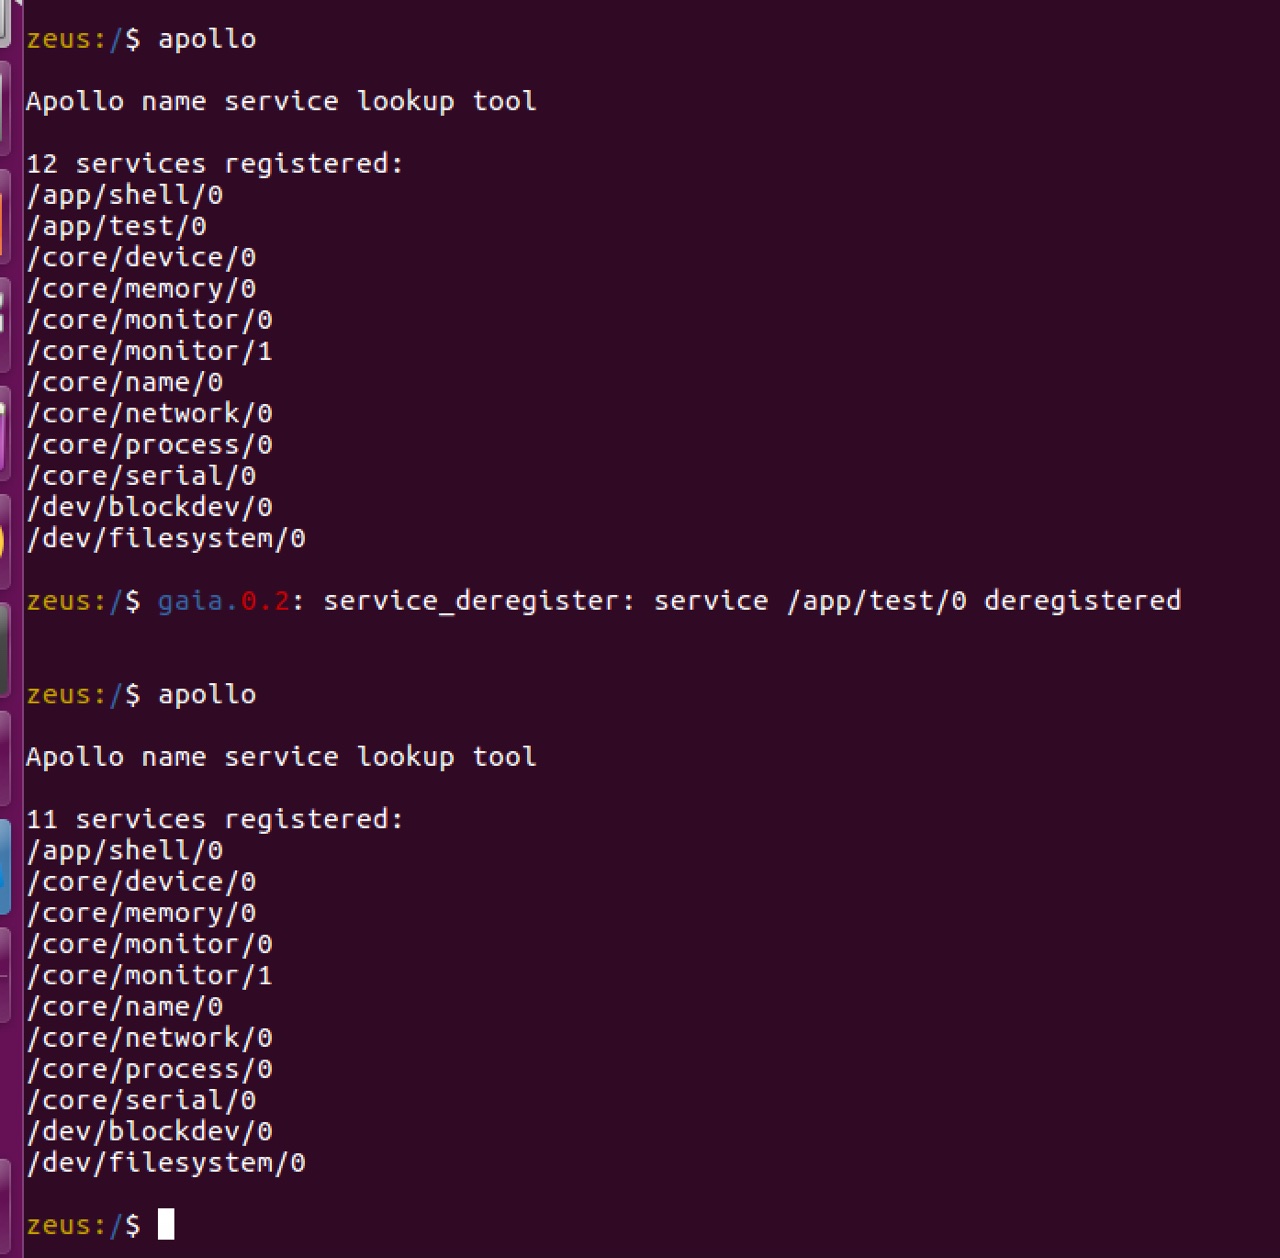 zeus:/$ apollo
Apollo name service lookup tool
12 services registered:
/app/shell/0
/app/test/0
/core/device/0
/core/memory/0
/core/monitor/0
/core/monitor/1
/core/name/0
/core/network/0
/core/process/0
/core/serial/0
/dev/blockdev/0
/dev/filesystem/0
zeus:/$ gaia.0.2: service_deregister: service /app/test/0 deregistered
zeus:/$ apollo
Apollo name service lookup tool
11 services registered:
/app/shell/0
/core/device/0
/core/memory/0
/core/monitor/0
/core/monitor/1
/core/name/0
/core/network/0
/core/process/0
/core/serial/0
/dev/blockdev/0
/dev/filesystem/0
zeus:/$